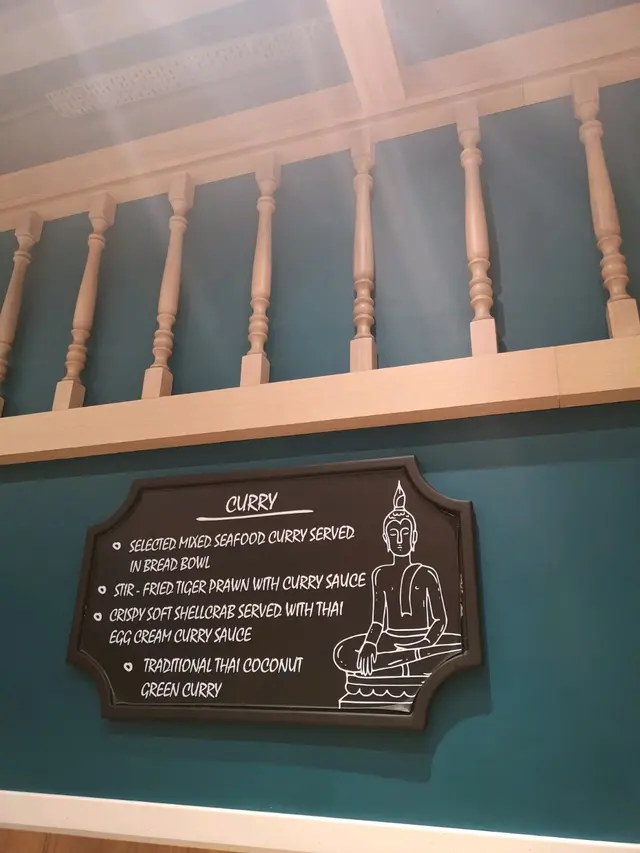 CURRY
SELECTED MIXED SEAFOOD CURRY SERVED
IN BREAD BOWL
STIR - FRIED TIGER PRAWN WITH CURRY SAUCE
CRISPY SOFT SHELLCRAB SERVED WITH THAI
EGG CREAM CURRY SAUCE
TRADITIONAL THAI COCONUT
GREEN CURRY